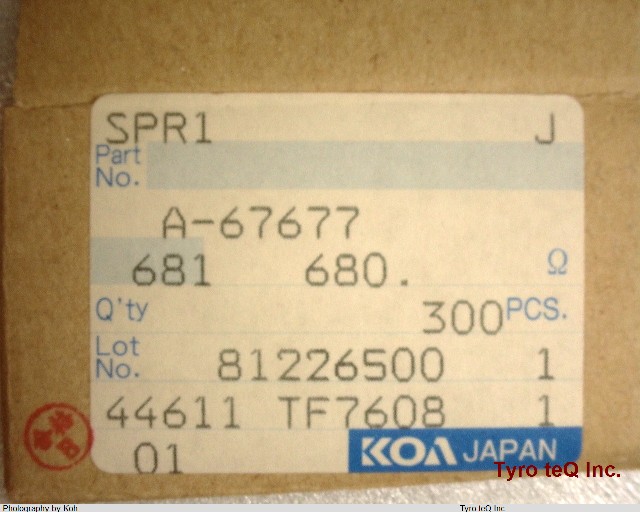 SPR1 J
Part No.
A-67677
681 680. Ω
Q'ty 300 PCS.
Lot No. 81226500 1
44611 TF7608 1
01 KOA JAPAN
Tyro teQ Inc.
Photography by Koh Tyro teQ Inc